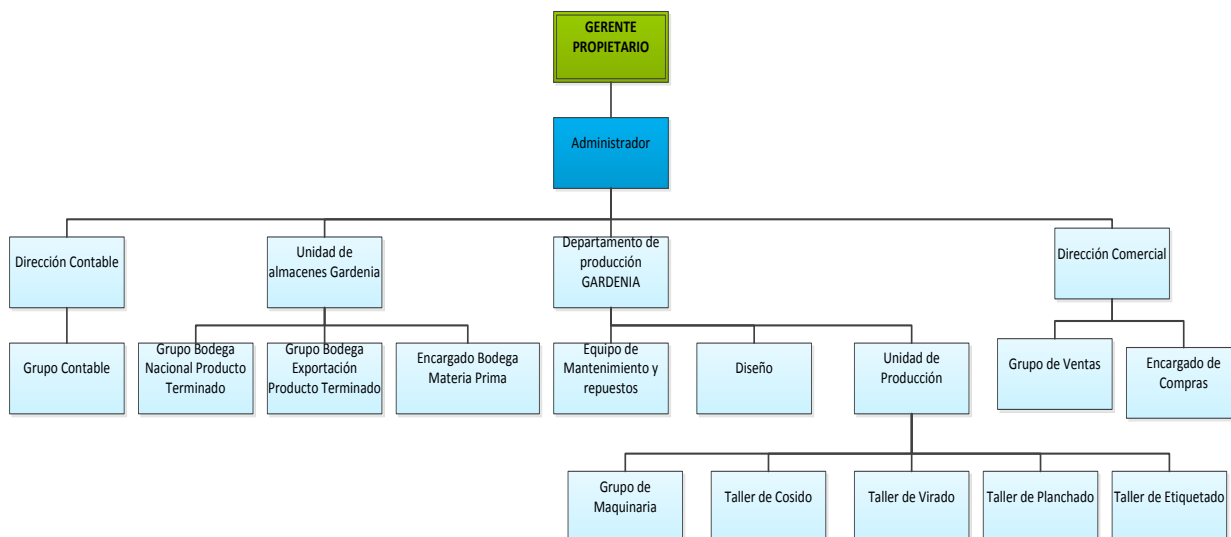 GERENTE
PROPIETARIO
Administrador
Dirección Contable
Unidad de
almacenes Gardenia
Departamento de
producción
GARDENIA
Dirección Comercial
Grupo Contable
Grupo Bodega
Nacional Producto
Terminado
Grupo Bodega
Exportación
Producto Terminado
Encargado Bodega
Materia Prima
Equipo de
Mantenimiento y
repuestos
Diseño
Unidad de
Producción
Grupo de Ventas
Encargado de
Compras
Grupo de
Maquinaria
Taller de Cosido
Taller de Virado
Taller de Planchado
Taller de Etiquetado